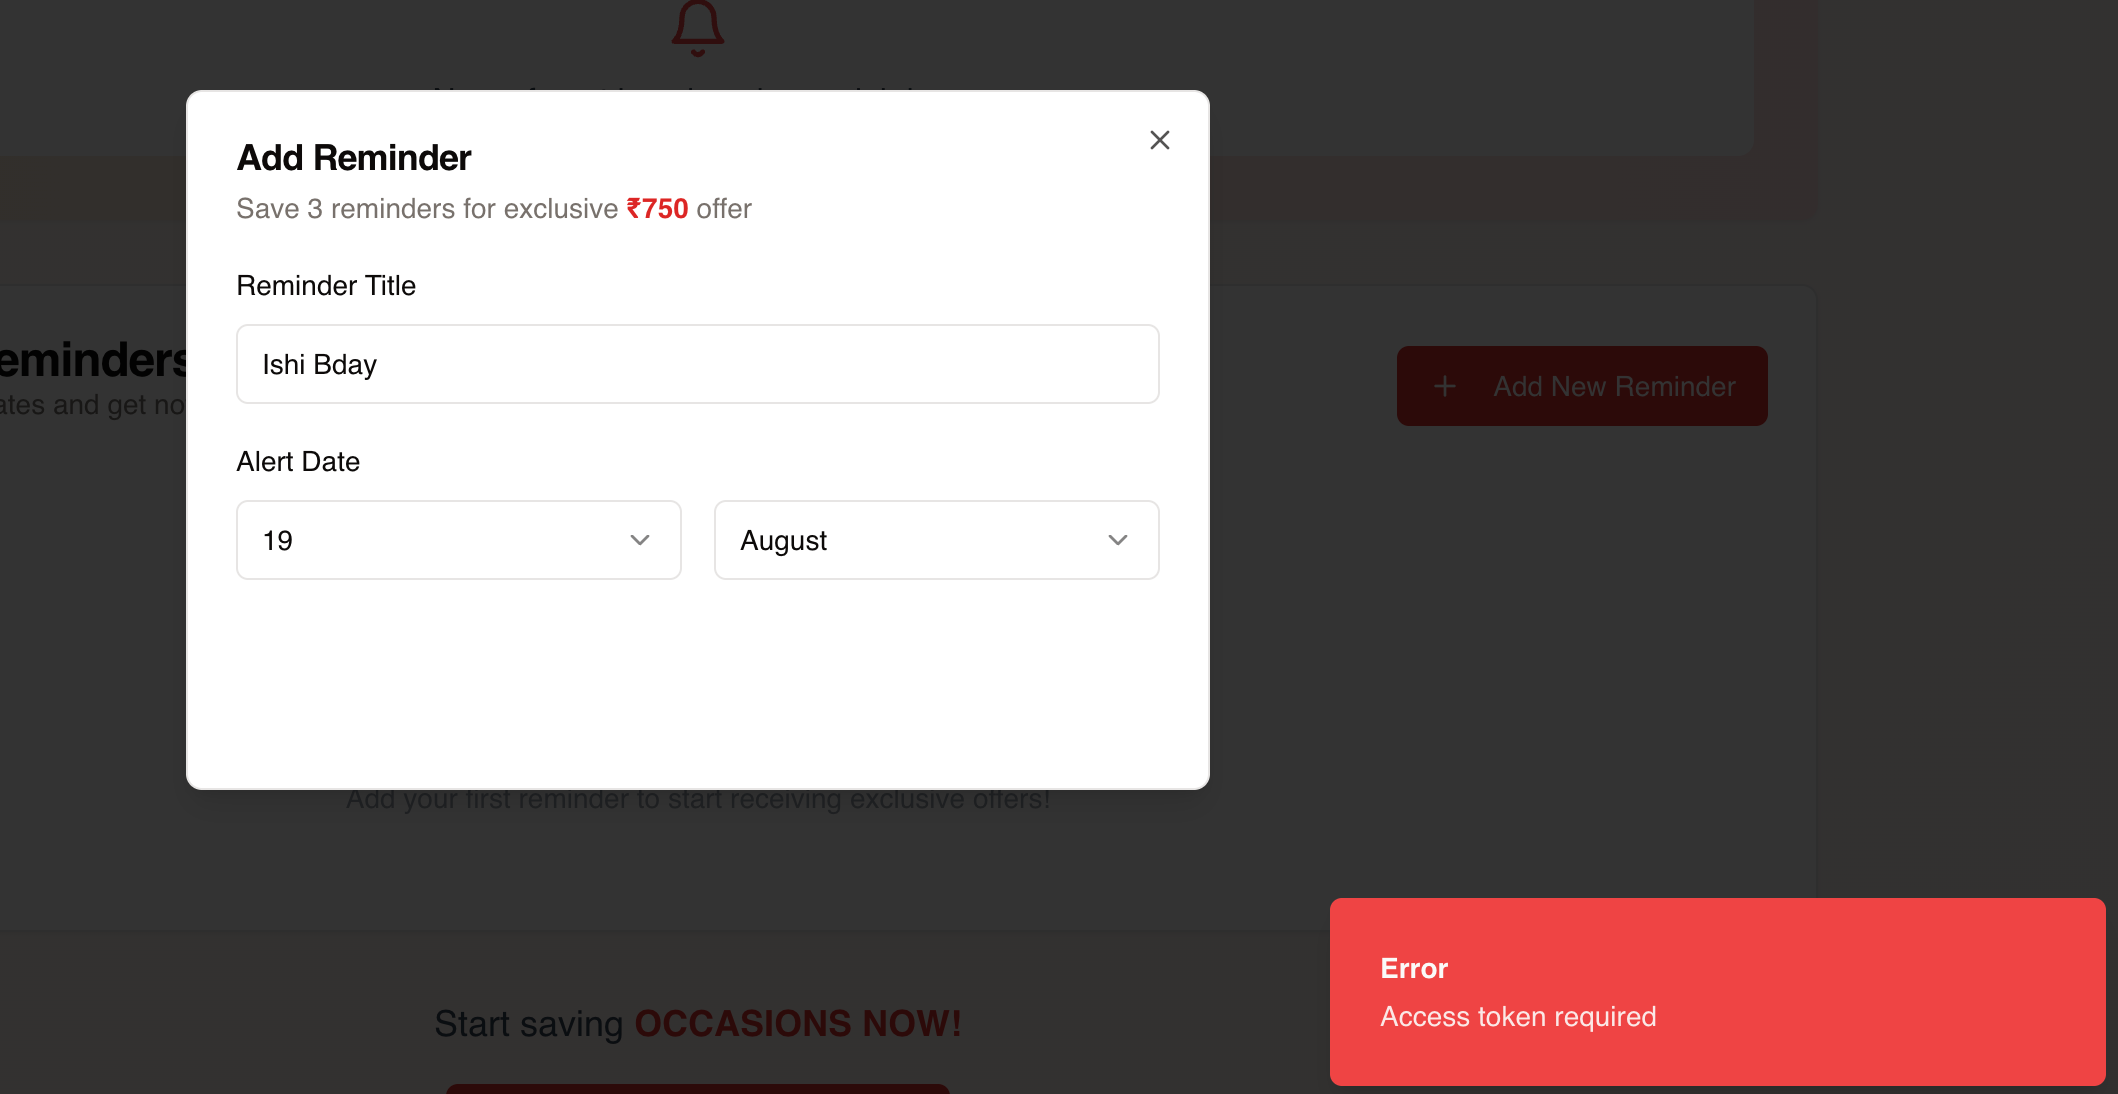 Add Reminder
Save 3 reminders for exclusive ₹750 offer
Reminder Title
Ishi Bday
Alert Date
19
August
eminders
ates and get no
Add New Reminder
Add your first reminder to start receiving exclusive offers!
Start saving OCCASIONS NOW!
Error
Access token required